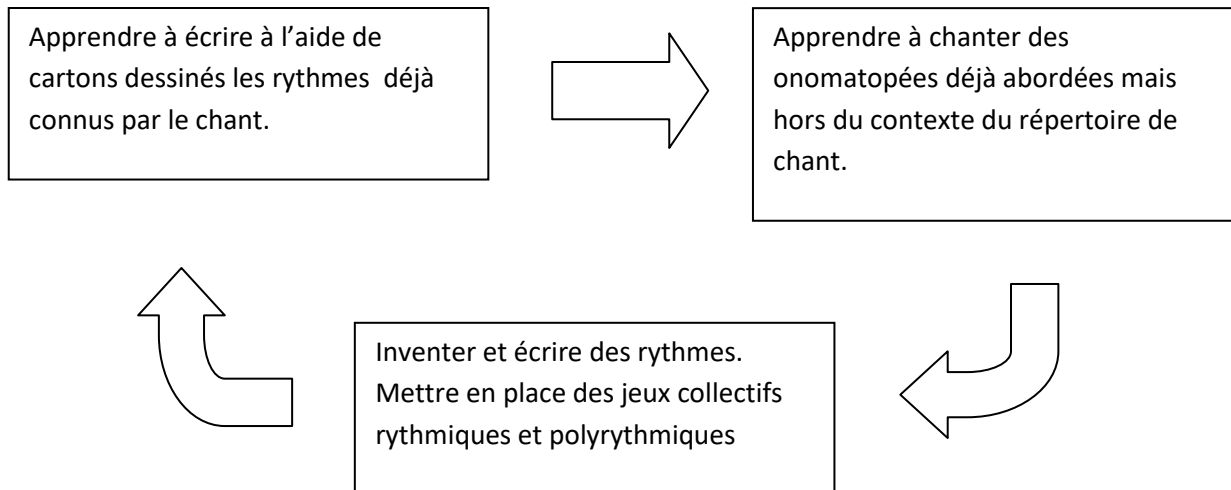 Apprendre à écrire à l’aide de
cartons dessinés les rythmes  déjà
connus par le chant.
Apprendre à chanter des
onomatopées déjà abordées mais
hors du contexte du répertoire de
chant.
Inventer et écrire des rythmes.
Mettre en place des jeux collectifs
rythmiques et polyrythmiques